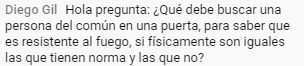 Diego Gil Hola pregunta: ¿Qué debe buscar una
persona del común en una puerta, para saber que
es resistente al fuego, si físicamente son iguales
las que tienen norma y las que no?